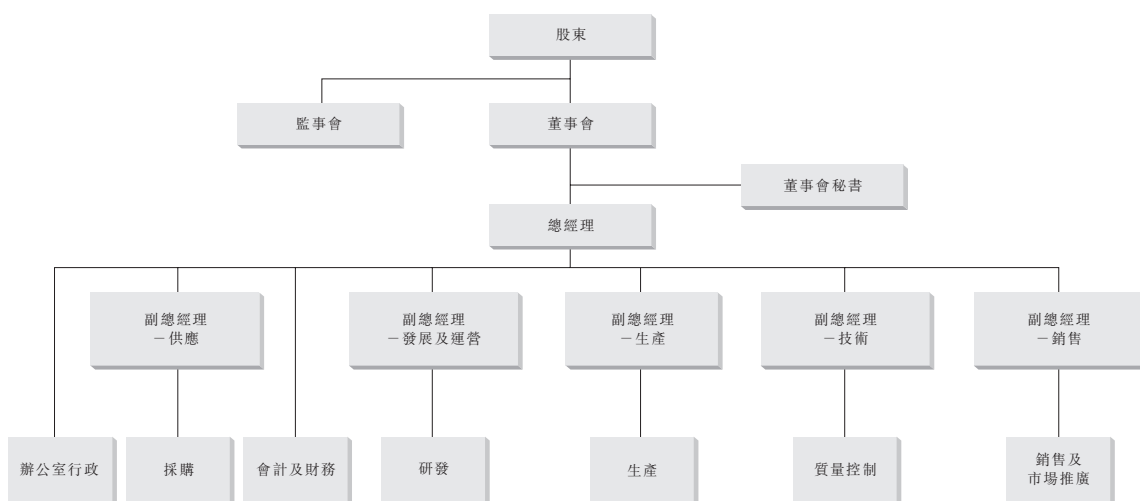 股東
監事會
董事會
董事會秘書
總經理
副總經理
－供應
副總經理
－發展及運營
副總經理
－生產
副總經理
－技術
副總經理
－銷售
辦公室行政
採購
會計及財務
研發
生產
質量控制
銷售及
市場推廣